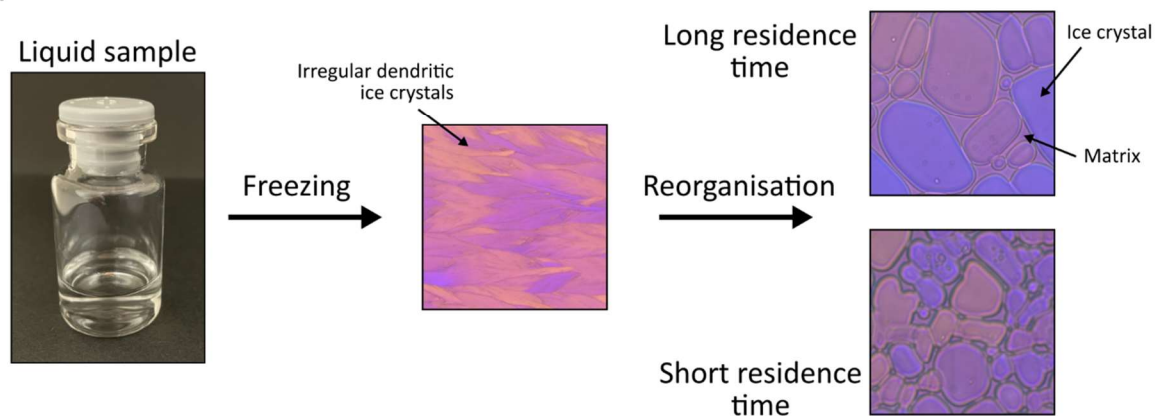 Liquid sample
Irregular dendritic
ice crystals
Freezing
Reorganisation
Long residence
time
Ice crystal
Matrix
Short residence
time